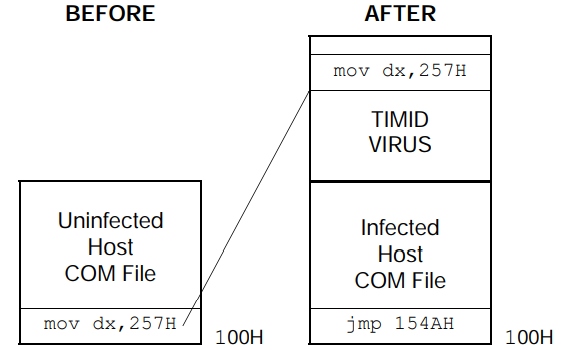 BEFORE
AFTER
mov dx,257H
TIMID
VIRUS
Uninfected
Host
COM File
Infected
Host
COM File
mov dx,257H
100H
jmp 154AH
100H